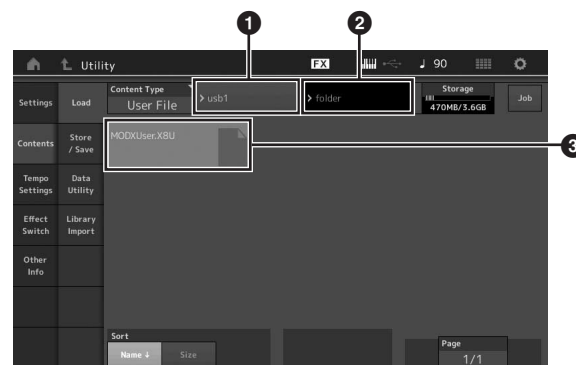 1 2
Utility FX 90
Settings Load Content Type User File > usb1 > folder Storage 470MB/3.6GB Job
Contents Store / Save MODXUser.X8U 3
Tempo Settings Data Utility
Effect Switch Library Import
Other Info
Sort
Name ↓ Size
Page
1/1